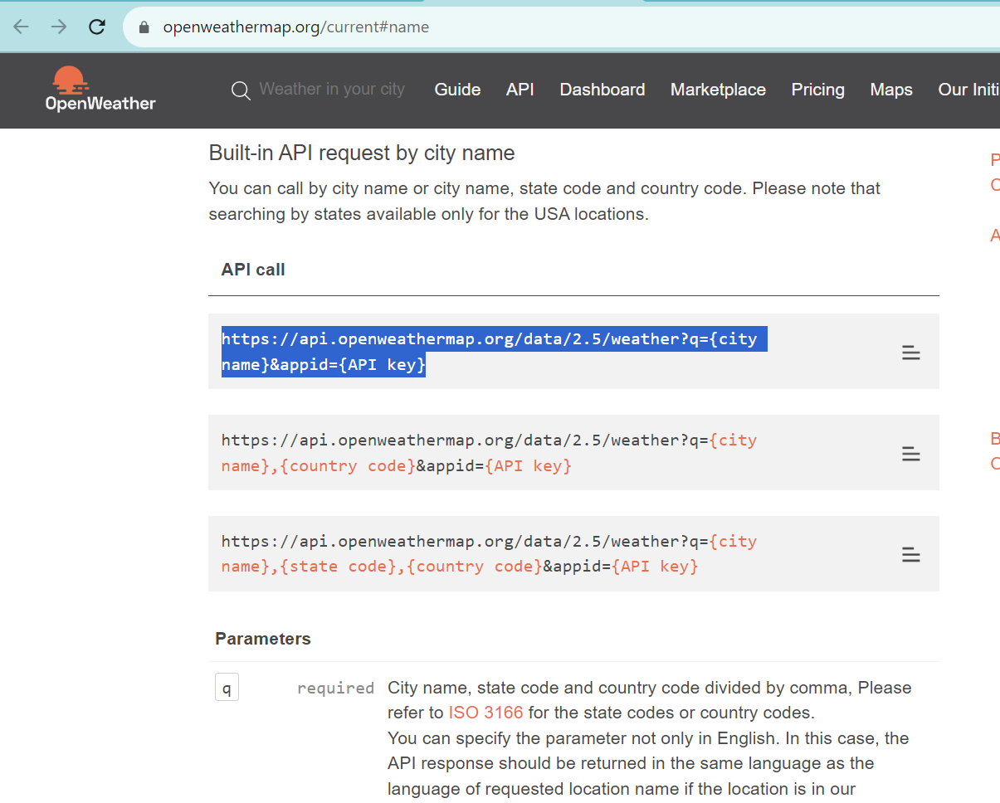 openweathermap.org/current#name
OpenWeather
Weather in your city
Guide
API
Dashboard
Marketplace
Pricing
Maps
Our Initi
Built-in API request by city name
You can call by city name or city name, state code and country code. Please note that
searching by states available only for the USA locations.
API call
https://api.openweathermap.org/data/2.5/weather?q={city
name}&appid={API key}
https://api.openweathermap.org/data/2.5/weather?q={city
name},{country code}&appid={API key}
https://api.openweathermap.org/data/2.5/weather?q={city
name},{state code},{country code}&appid={API key}
Parameters
q
required
City name, state code and country code divided by comma, Please
refer to ISO 3166 for the state codes or country codes.
You can specify the parameter not only in English. In this case, the
API response should be returned in the same language as the
language of requested location name if the location is in our
P
C
A
B
C